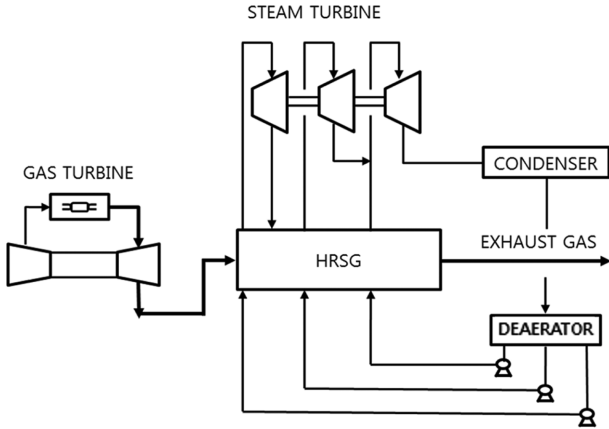 STEAM TURBINE
GAS TURBINE
CONDENSER
HRSG
EXHAUST GAS
DEAERATOR